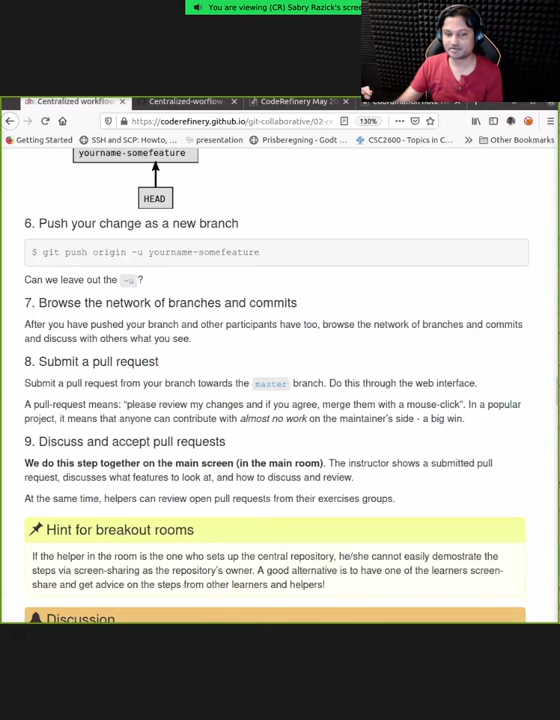 You are viewing (CR) Sabry Razick's scree
Centralized workflow
Centralized-worflow-
CodeRefinery May 20
https://coderefinery.github.io/git-collaborative/02-ce
130%
Getting Started
SSH and SCP: Howto, ...
presentation
Prisberegning - Godt ...
CSC2600 - Topics in C...
Other Bookmarks
yourname-somefeature
HEAD
6. Push your change as a new branch
$ git push origin -u yourname-somefeature
Can we leave out the -u?
7. Browse the network of branches and commits
After you have pushed your branch and other participants have too, browse the network of branches and commits
and discuss with others what you see.
8. Submit a pull request
Submit a pull request from your branch towards the master branch. Do this through the web interface.
A pull-request means: “please review my changes and if you agree, merge them with a mouse-click”. In a popular
project, it means that anyone can contribute with almost no work on the maintainer's side - a big win.
9. Discuss and accept pull requests
We do this step together on the main screen (in the main room). The instructor shows a submitted pull
request, discusses what features to look at, and how to discuss and review.
At the same time, helpers can review open pull requests from their exercises groups.
Hint for breakout rooms
If the helper in the room is the one who sets up the central repository, he/she cannot easily demostrate the
steps via screen-sharing as the repository's owner. A good alternative is to have one of the learners screen-
share and get advice on the steps from other learners and helpers!
Discussion